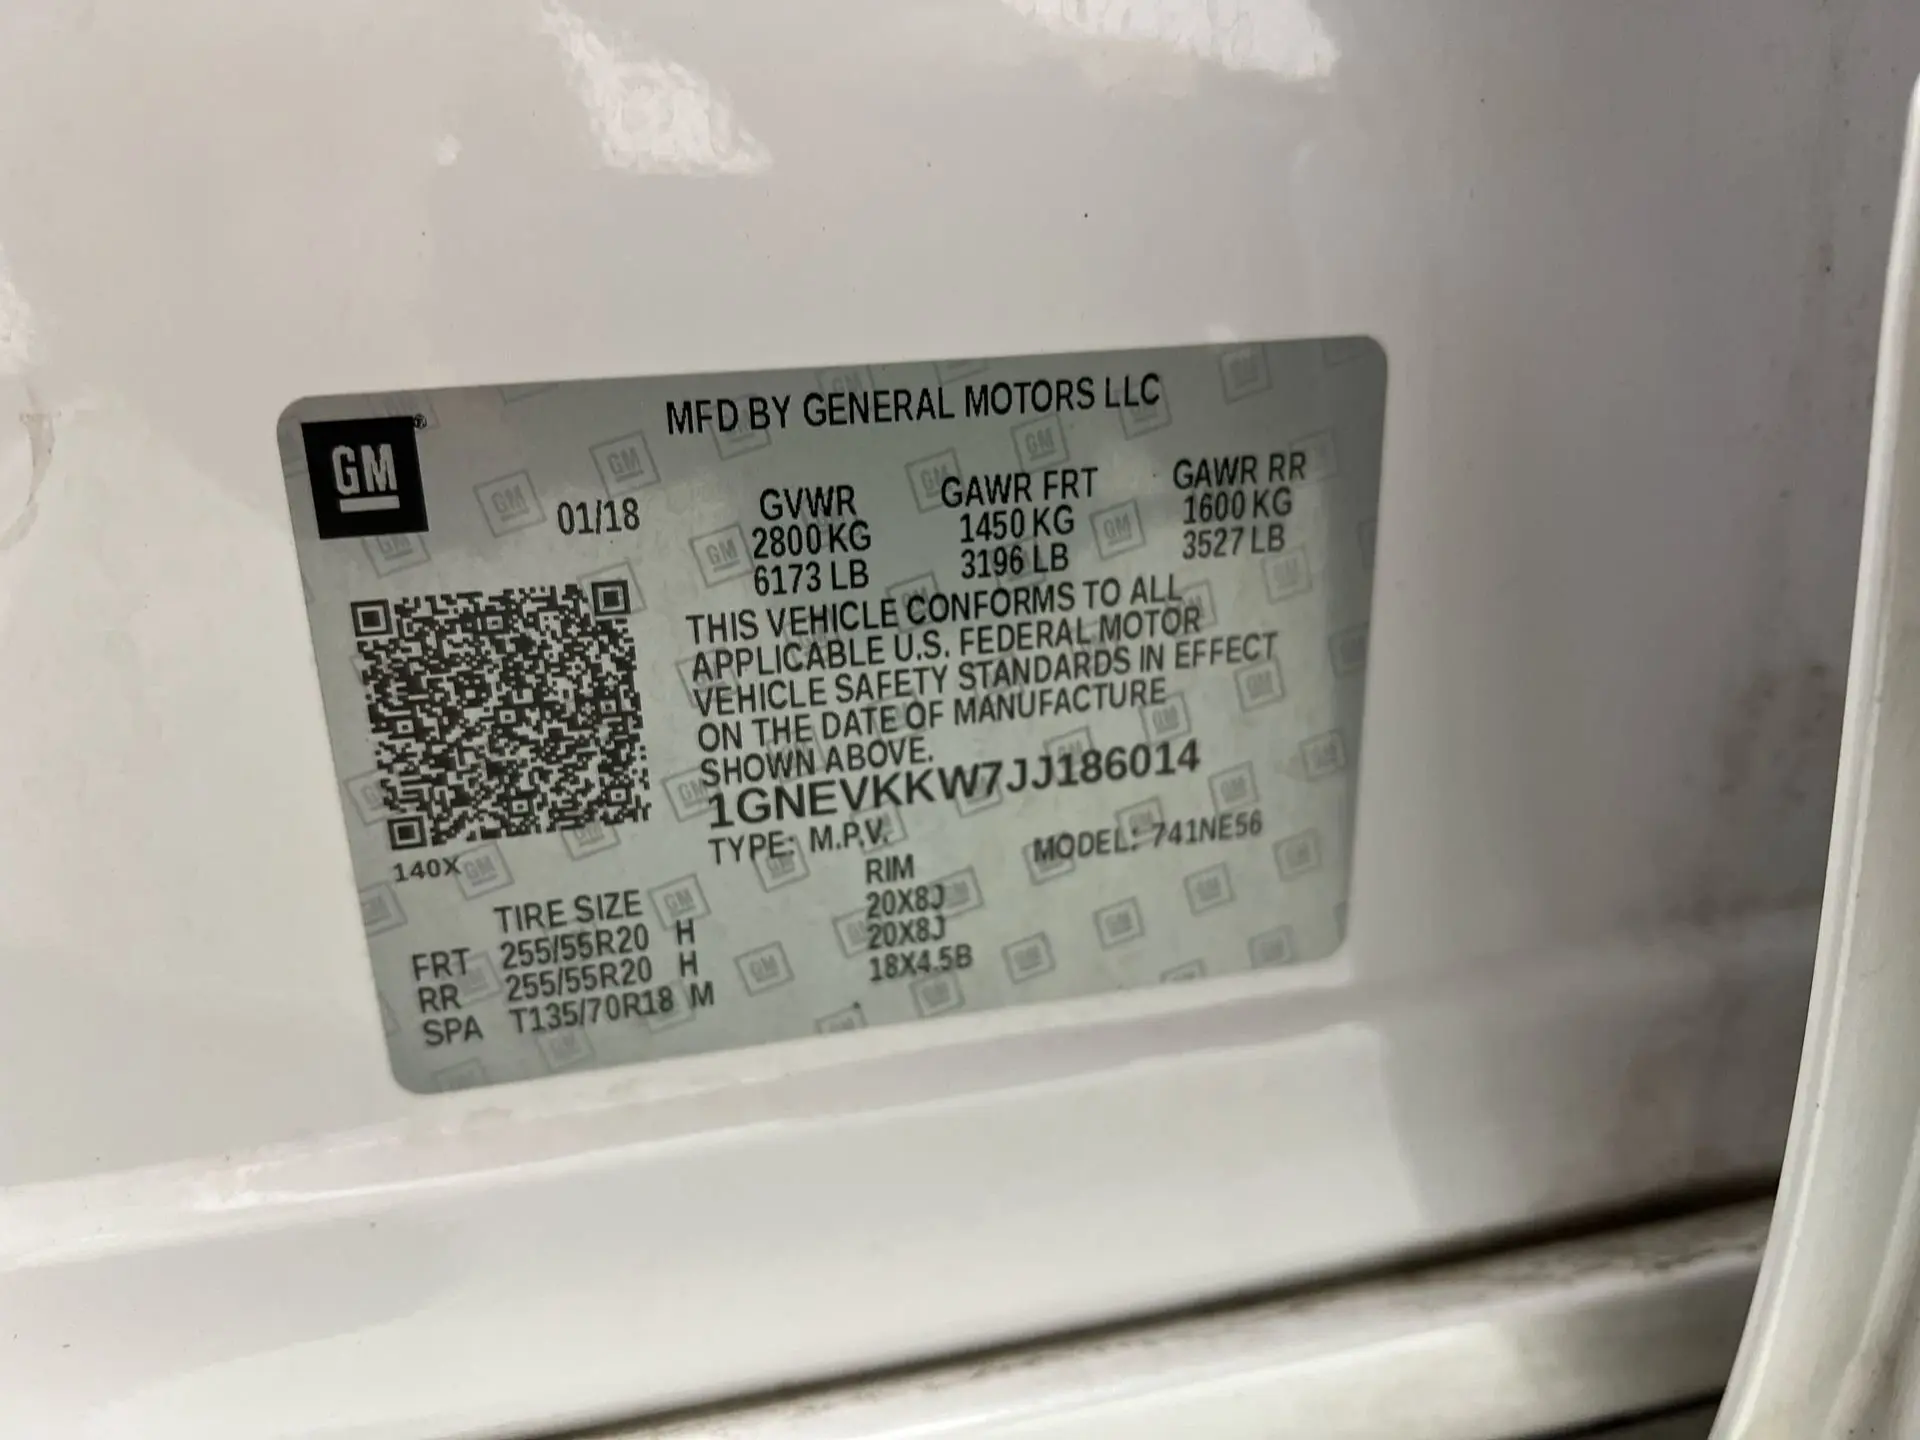 MFD BY GENERAL MOTORS LLC
GM
01/18
GVWR GAWR FRT GAWR RR
2800 KG 1450 KG 1600 KG
6173 LB 3196 LB 3527 LB
THIS VEHICLE CONFORMS TO ALL
APPLICABLE U.S. FEDERAL MOTOR
VEHICLE SAFETY STANDARDS IN EFFECT
ON THE DATE OF MANUFACTURE
SHOWN ABOVE.
1GNEVKKW7JJ186014
TYPE: M.P.V. MODEL: 741NE56
140X
TIRE SIZE RIM
FRT 255/55R20 H 20X8J
RR 255/55R20 H 20X8J
SPA T135/70R18 M 18X4.5B